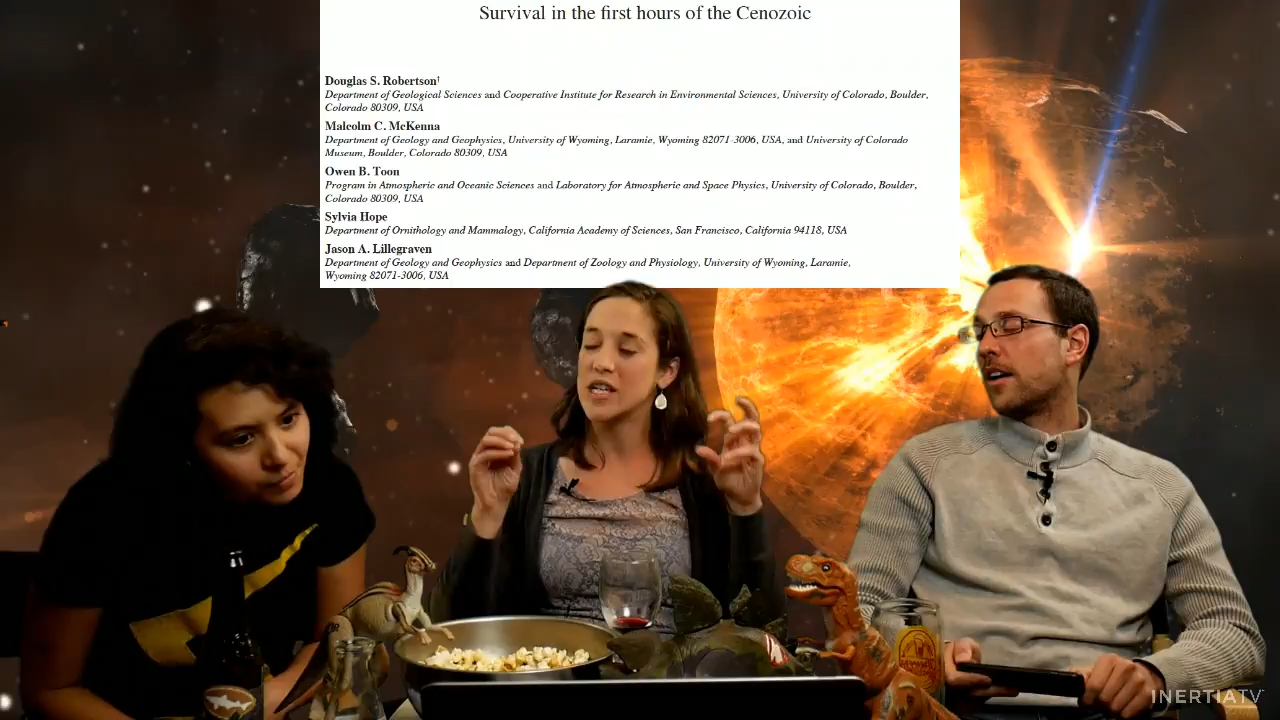 Survival in the first hours of the Cenozoic
Douglas S. Robertson†
Department of Geological Sciences and Cooperative Institute for Research in Environmental Sciences, University of Colorado, Boulder,
Colorado 80309, USA
Malcolm C. McKenna
Department of Geology and Geophysics, University of Wyoming, Laramie, Wyoming 82071-3006, USA, and University of Colorado
Museum, Boulder, Colorado 80309, USA
Owen B. Toon
Program in Atmospheric and Oceanic Sciences and Laboratory for Atmospheric and Space Physics, University of Colorado, Boulder,
Colorado 80309, USA
Sylvia Hope
Department of Ornithology and Mammalogy, California Academy of Sciences, San Francisco, California 94118, USA
Jason A. Lillegraven
Department of Geology and Geophysics and Department of Zoology and Physiology, University of Wyoming, Laramie,
Wyoming 82071-3006, USA
INERTIATV